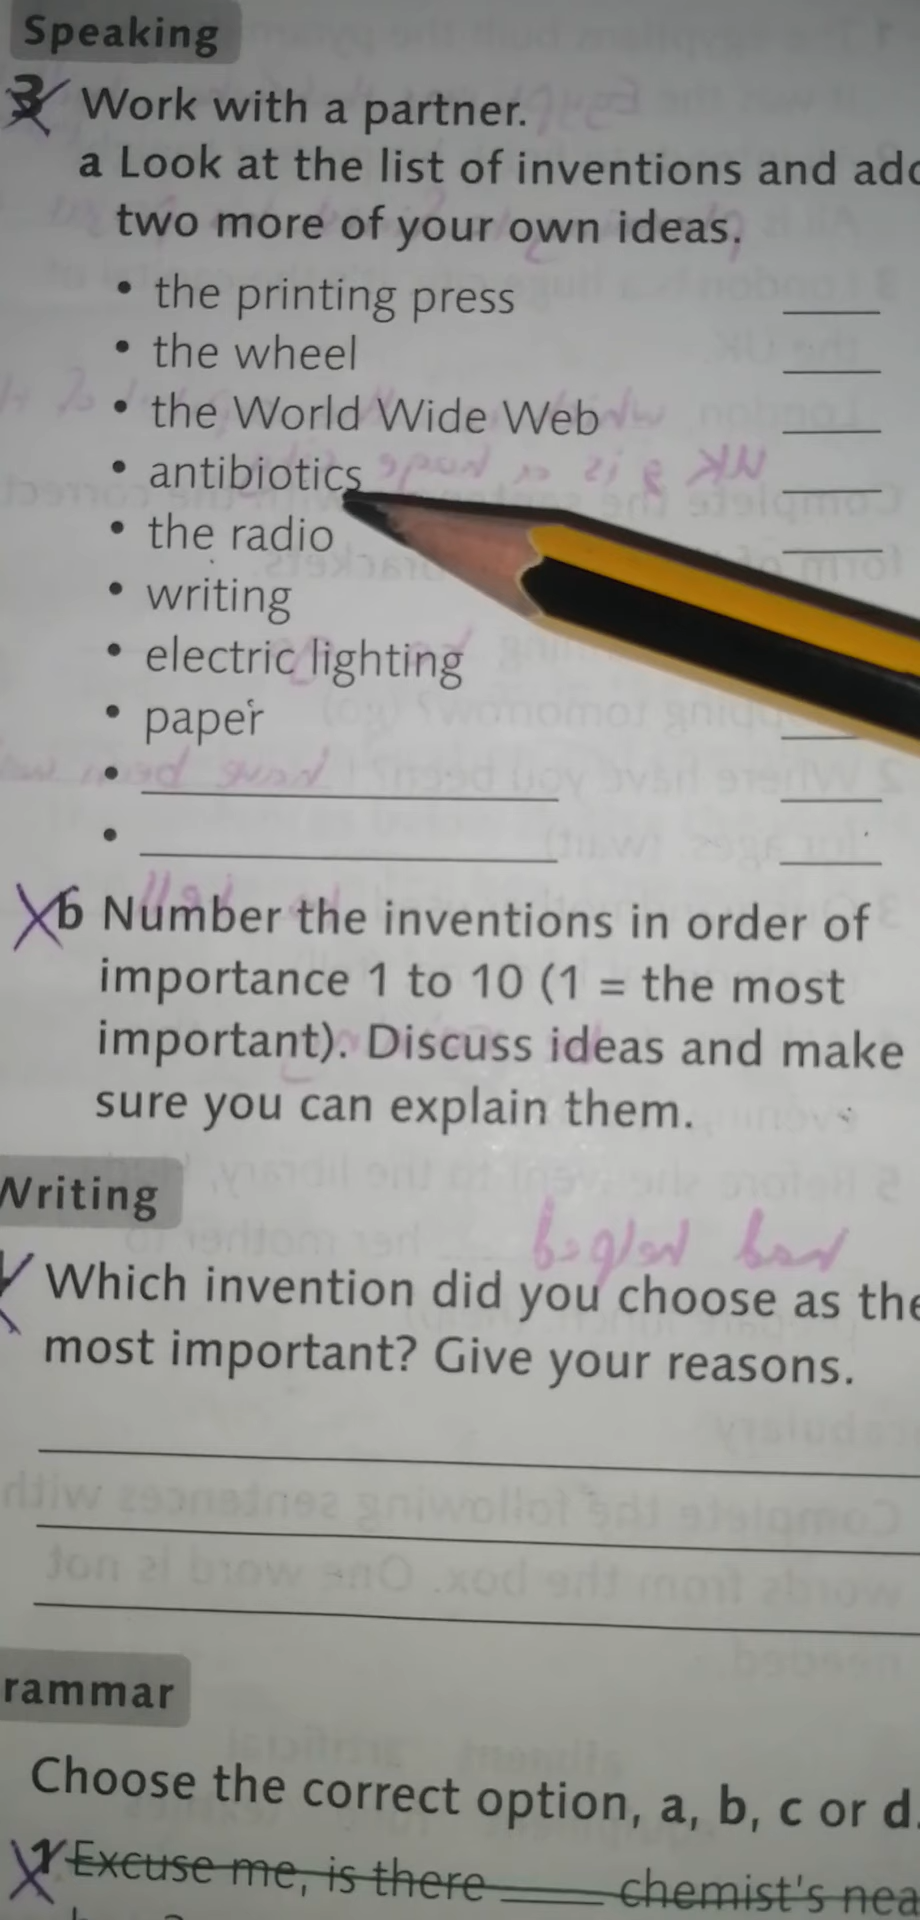 Speaking
3 Work with a partner.
a Look at the list of inventions and add
two more of your own ideas.
• the printing press
• the wheel
• the World Wide Web
• antibiotics
• the radio
• writing
• electric lighting
• paper
•
•
b Number the inventions in order of
importance 1 to 10 (1 = the most
important). Discuss ideas and make
sure you can explain them.
Writing
Which invention did you choose as the
most important? Give your reasons.
rammar
Choose the correct option, a, b, c or d.
1 Excuse me, is there ____ chemist's nea